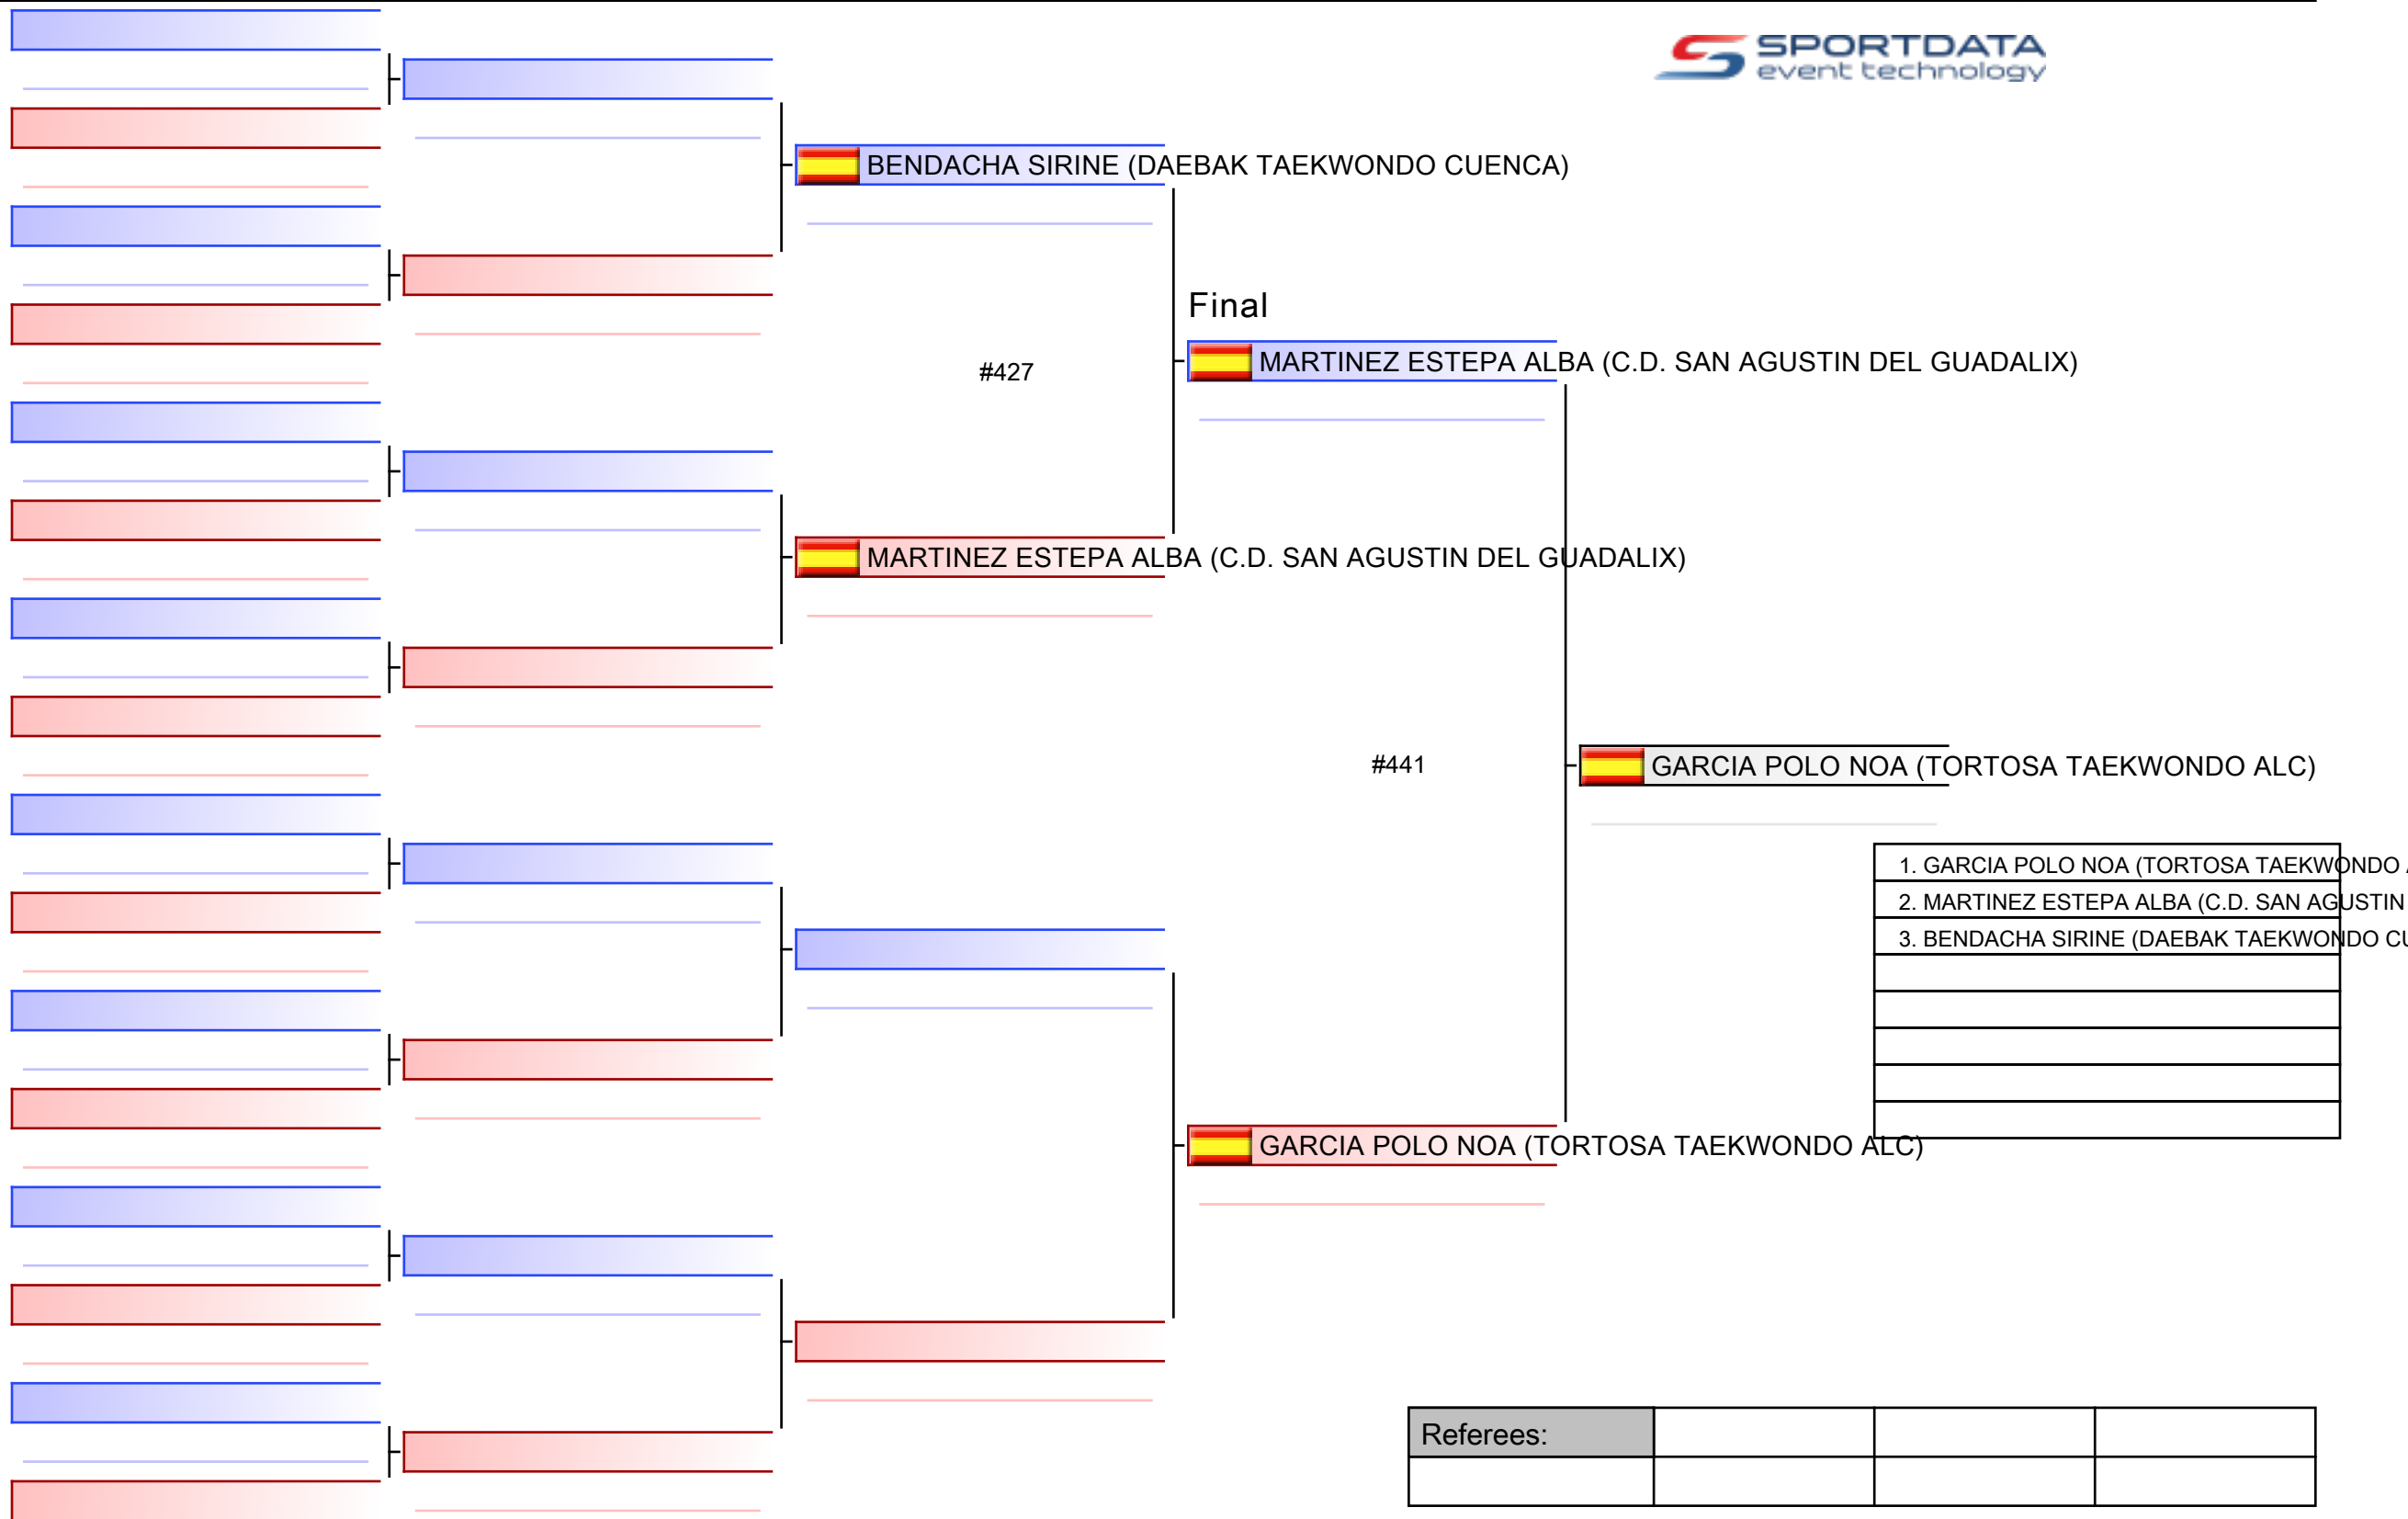 SPORTDATA
event technology
BENDACHA SIRINE (DAEBAK TAEKWONDO CUENCA)
Final
#427
MARTINEZ ESTEPA ALBA (C.D. SAN AGUSTIN DEL GUADALIX)
MARTINEZ ESTEPA ALBA (C.D. SAN AGUSTIN DEL GUADALIX)
#441
GARCIA POLO NOA (TORTOSA TAEKWONDO ALC)
1. GARCIA POLO NOA (TORTOSA TAEKWONDO
2. MARTINEZ ESTEPA ALBA (C.D. SAN AGUSTIN
3. BENDACHA SIRINE (DAEBAK TAEKWONDO CU
GARCIA POLO NOA (TORTOSA TAEKWONDO ALC)
Referees: